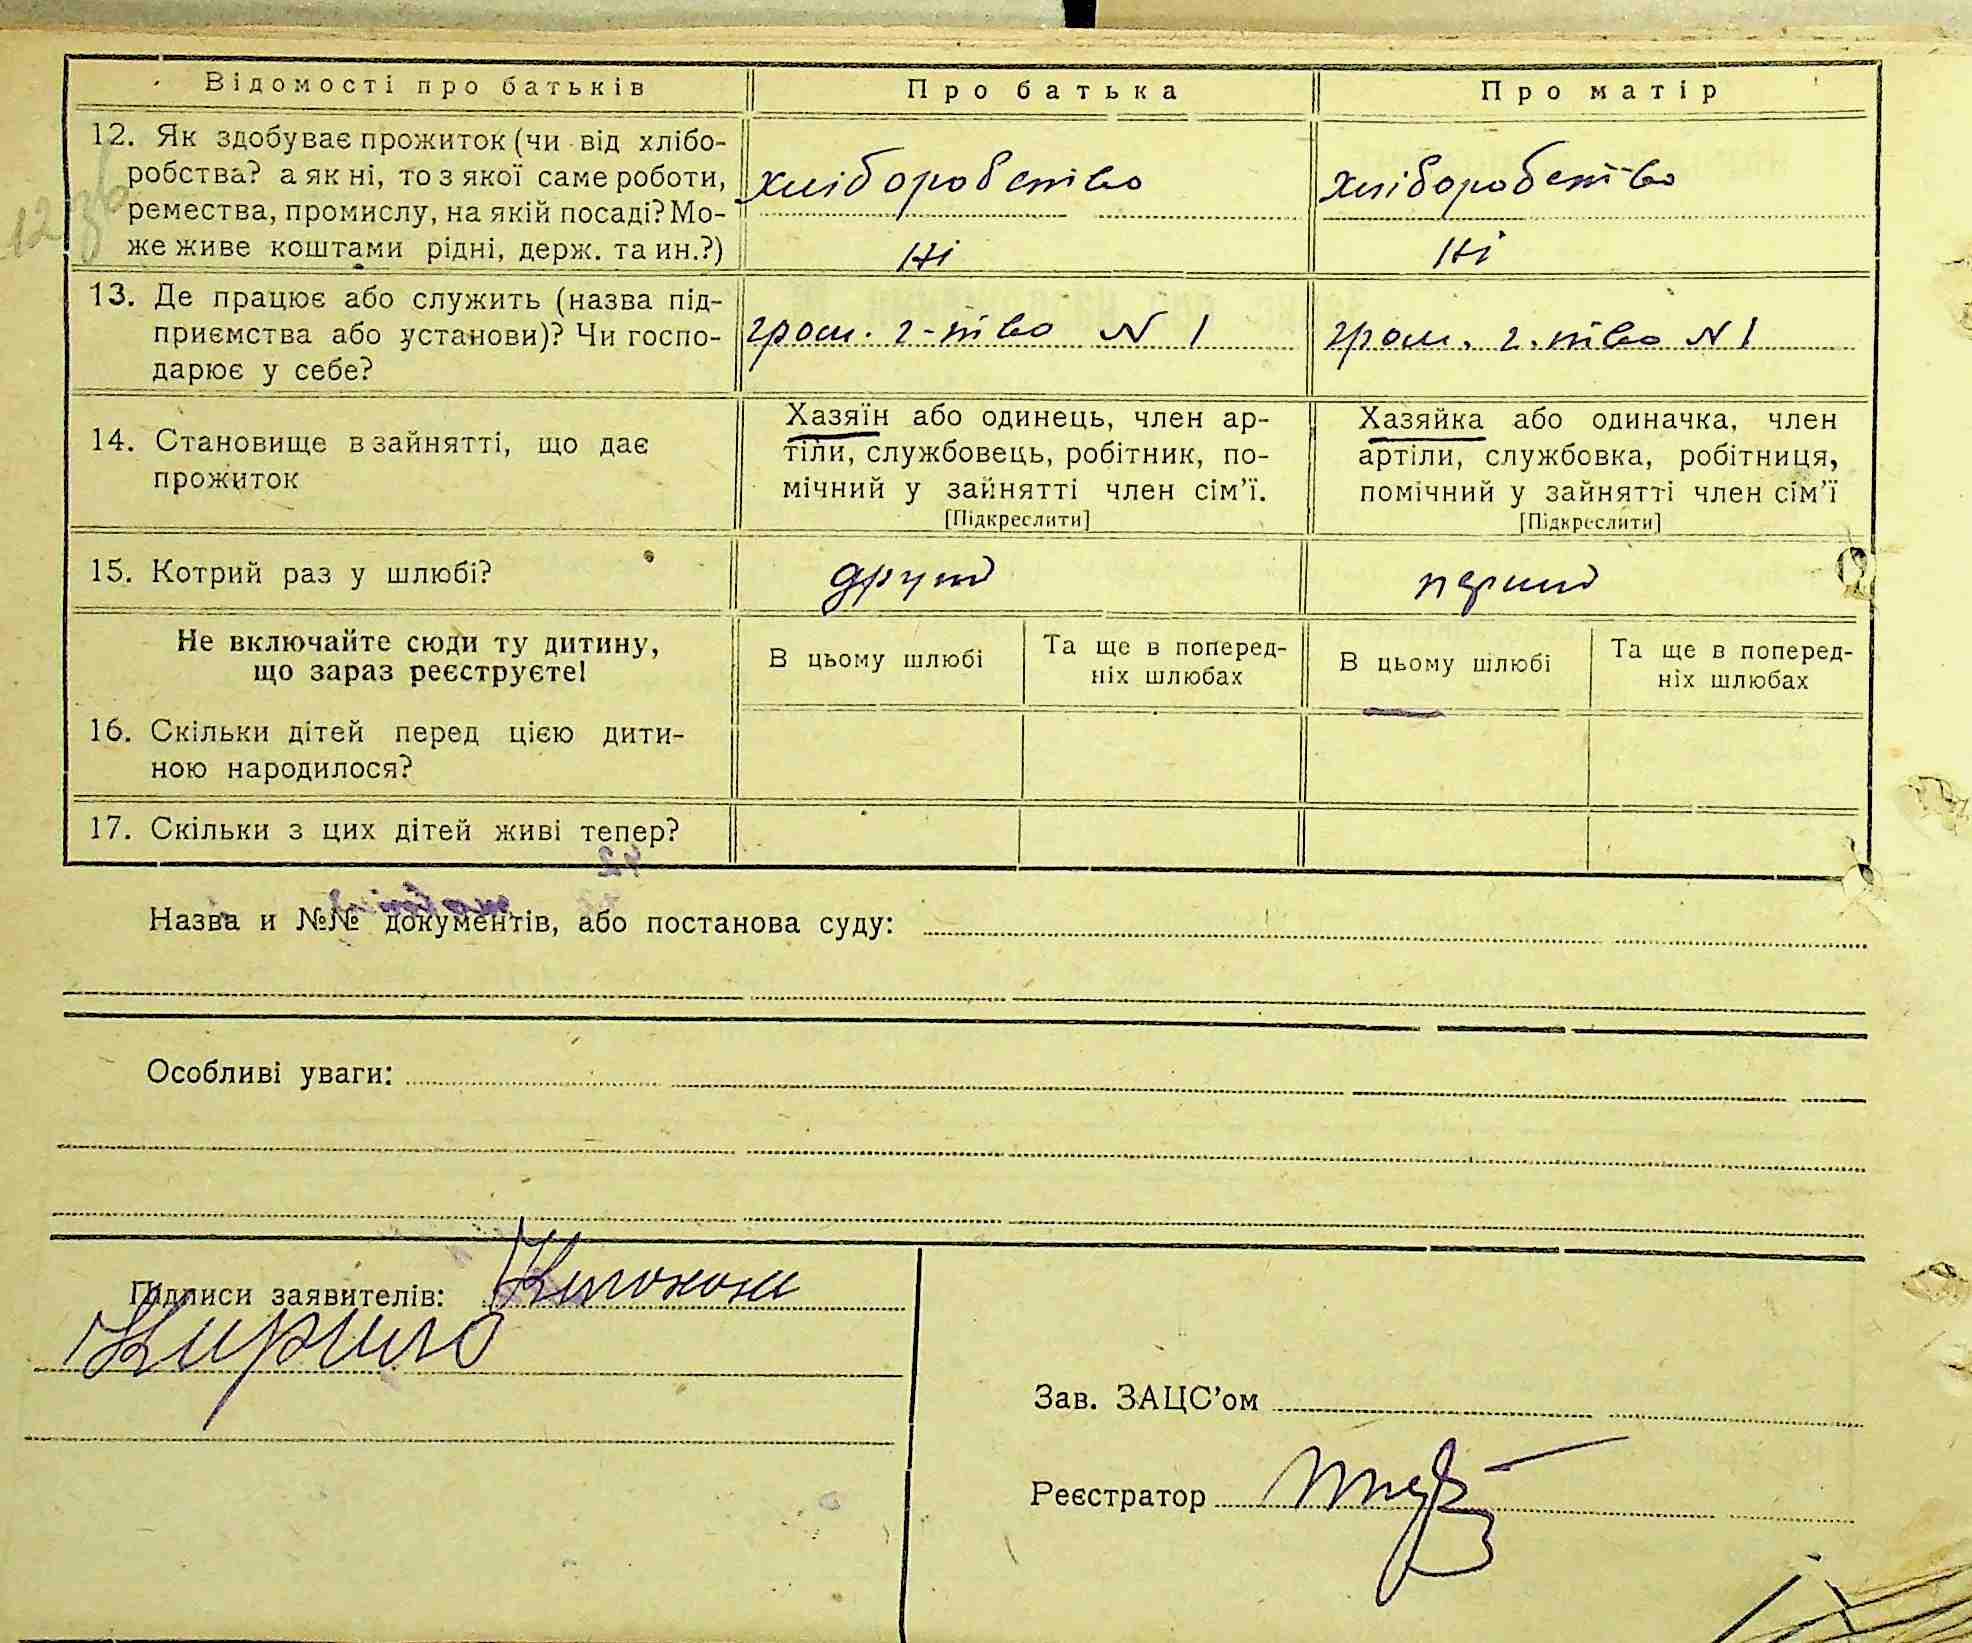 Відомості про батьків
Про батька
Про матір
12. Як здобуває прожиток (чи від хлібо-
робства? а як ні, то з якої саме роботи,
ремества, промислу, на якій посаді? Мо-
же живе коштами рідні, держ. та ин.?)
хліборобство
ні
хліборобство
ні
13. Де працює або служить (назва під-
приємства або установи)? Чи госпо-
дарює у себе?
гром. г-тво N 1
гром. г. тво N 1
14. Становище в зайнятті, що дає
прожиток
Хазяїн або одинець, член ар-
тіли, службовець, робітник, по-
мічний у зайнятті член сім'ї.
[Підкреслити]
Хазяйка або одиначка, член
артіли, службовка, робітниця,
помічний у зайнятті член сім'ї
[Підкреслити]
15. Котрий раз у шлюбі?
другий
перший
Не включайте сюди ту дитину,
що зараз реєструєте!
В цьому шлюбі
Та ще в поперед-
ніх шлюбах
В цьому шлюбі
Та ще в поперед-
ніх шлюбах
16. Скільки дітей перед цією дити-
ною народилося?
17. Скільки з цих дітей живі тепер?
Назва и №№ документів, або постанова суду:
Особливі уваги:
Підписи заявителів:
Кирило
Зав. ЗАЦС'ом
Реєстратор